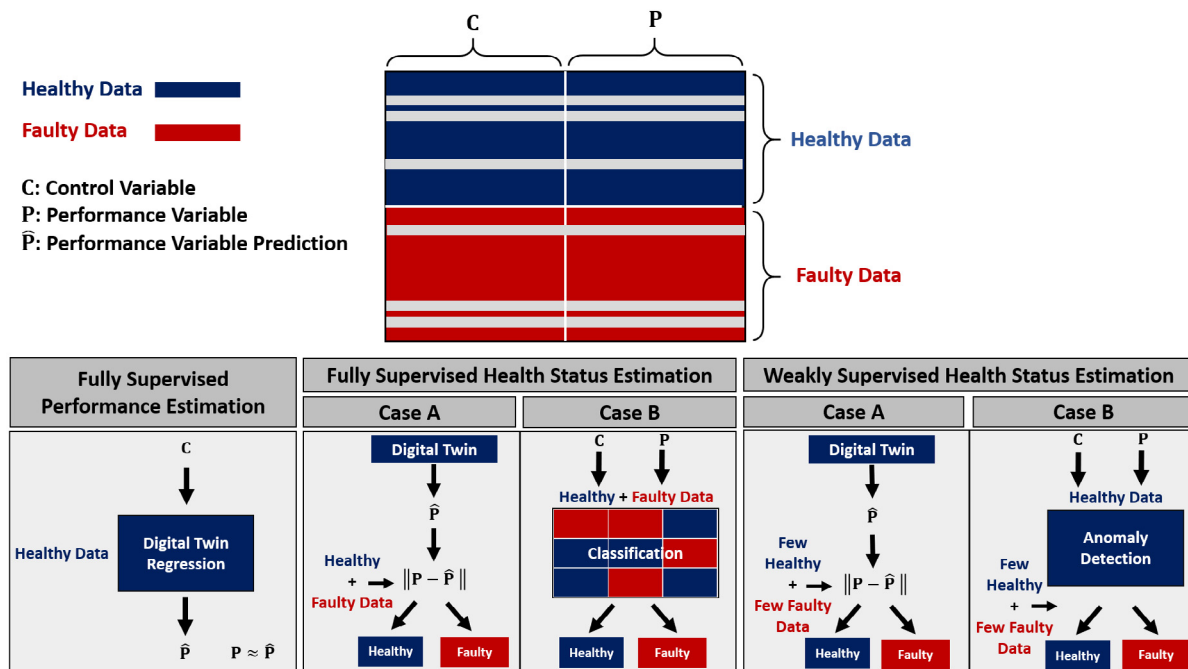 C
P
Healthy Data
Faulty Data
C: Control Variable
P: Performance Variable
P̂: Performance Variable Prediction
Healthy Data
Faulty Data
Fully Supervised
Performance Estimation
C
Healthy Data
Digital Twin
Regression
P̂
P ≈ P̂
Fully Supervised Health Status Estimation
Case A
Digital Twin
P̂
Healthy
+
Faulty Data
‖P − P̂‖
Healthy
Faulty
Case B
C
P
Healthy + Faulty Data
Classification
Healthy
Faulty
Weakly Supervised Health Status Estimation
Case A
Digital Twin
P̂
Few
Healthy
+
Few Faulty
Data
‖P − P̂‖
Healthy
Faulty
Case B
C
P
Healthy Data
Anomaly
Detection
Few
Healthy
+
Few Faulty
Data
Healthy
Faulty